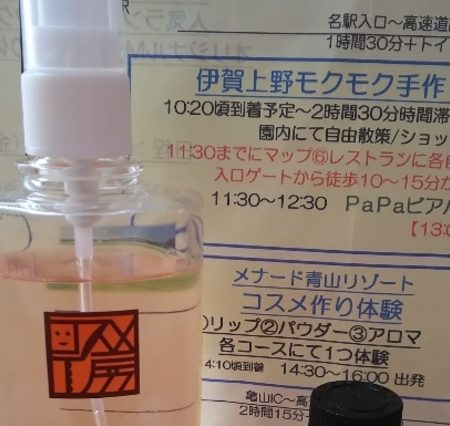 名駅入口～高速道
1時間30分+トイ
伊賀上野モクモク手作
10:20頃到着予定～2時間30分時間滞
園内にて自由散策/ショッ
11:30までにマップ⑥レストランに各自
入口ゲートから徒歩10～15分か
11:30～12:30 PaPaビアハ
【13:0
メナード青山リゾート
コスメ作り体験
リップ②パウダー③アロマ
各コースにて1つ体験
4:10頃到着 14:30～16:00 出発
亀山IC～高
2時間15